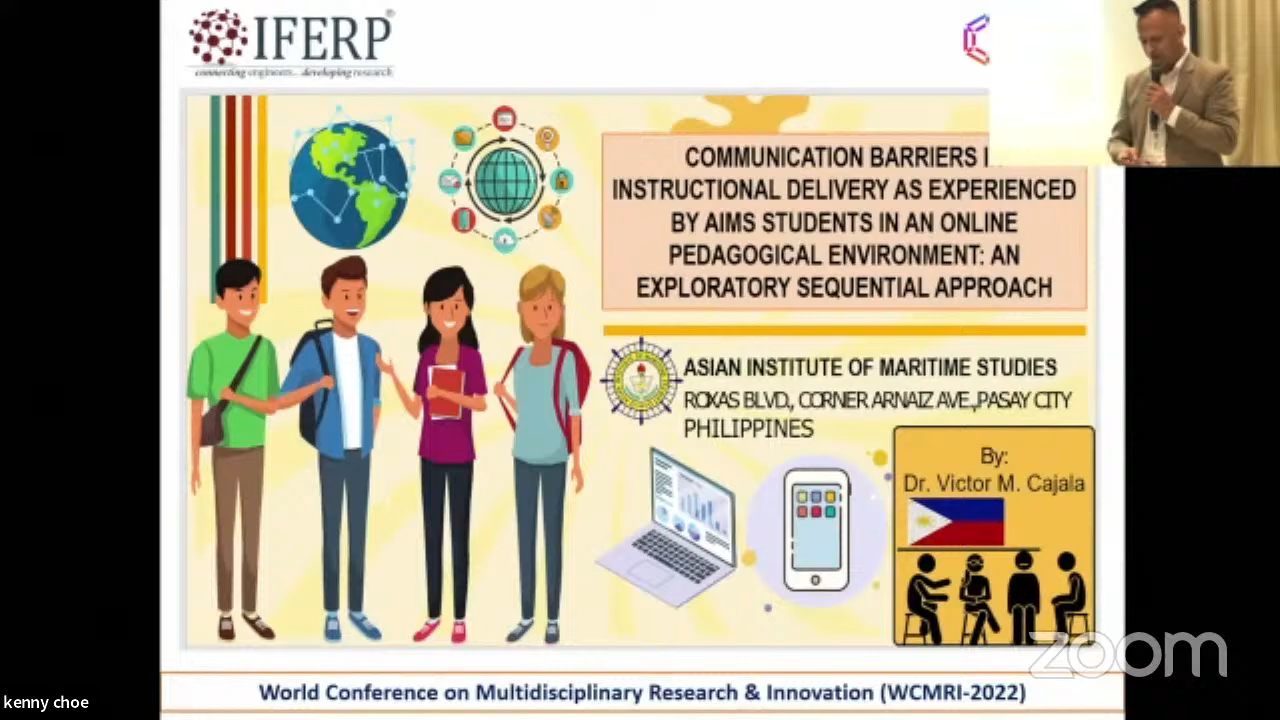 IFERP®
connecting engineers... developing research
COMMUNICATION BARRIERS
INSTRUCTIONAL DELIVERY AS EXPERIENCED
BY AIMS STUDENTS IN AN ONLINE
PEDAGOGICAL ENVIRONMENT: AN
EXPLORATORY SEQUENTIAL APPROACH
ASIAN INSTITUTE OF MARITIME STUDIES
ROXAS BLVD., CORNER ARNAIZ AVE.,PASAY CITY
PHILIPPINES
By:
Dr. Victor M. Cajala
zoom
World Conference on Multidisciplinary Research & Innovation (WCMRI-2022)
kenny choe